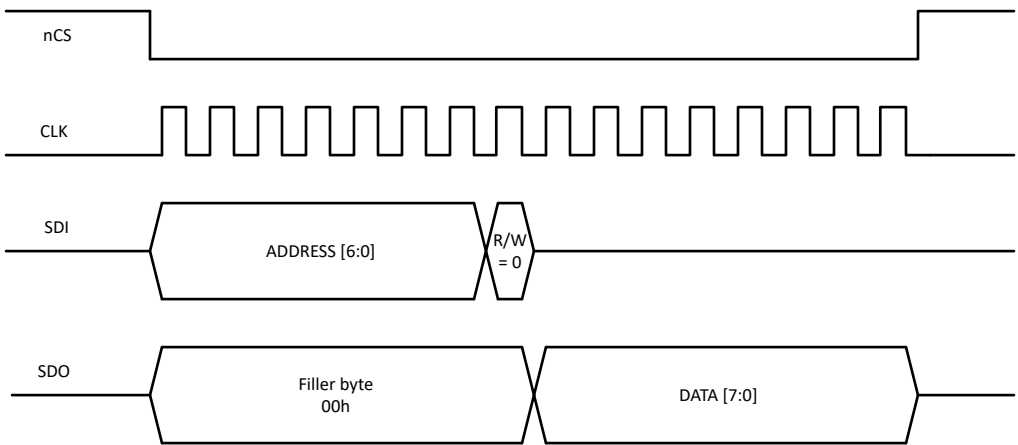 nCS
CLK
SDI
ADDRESS [6:0]
R/W
= 0
SDO
Filler byte
00h
DATA [7:0]